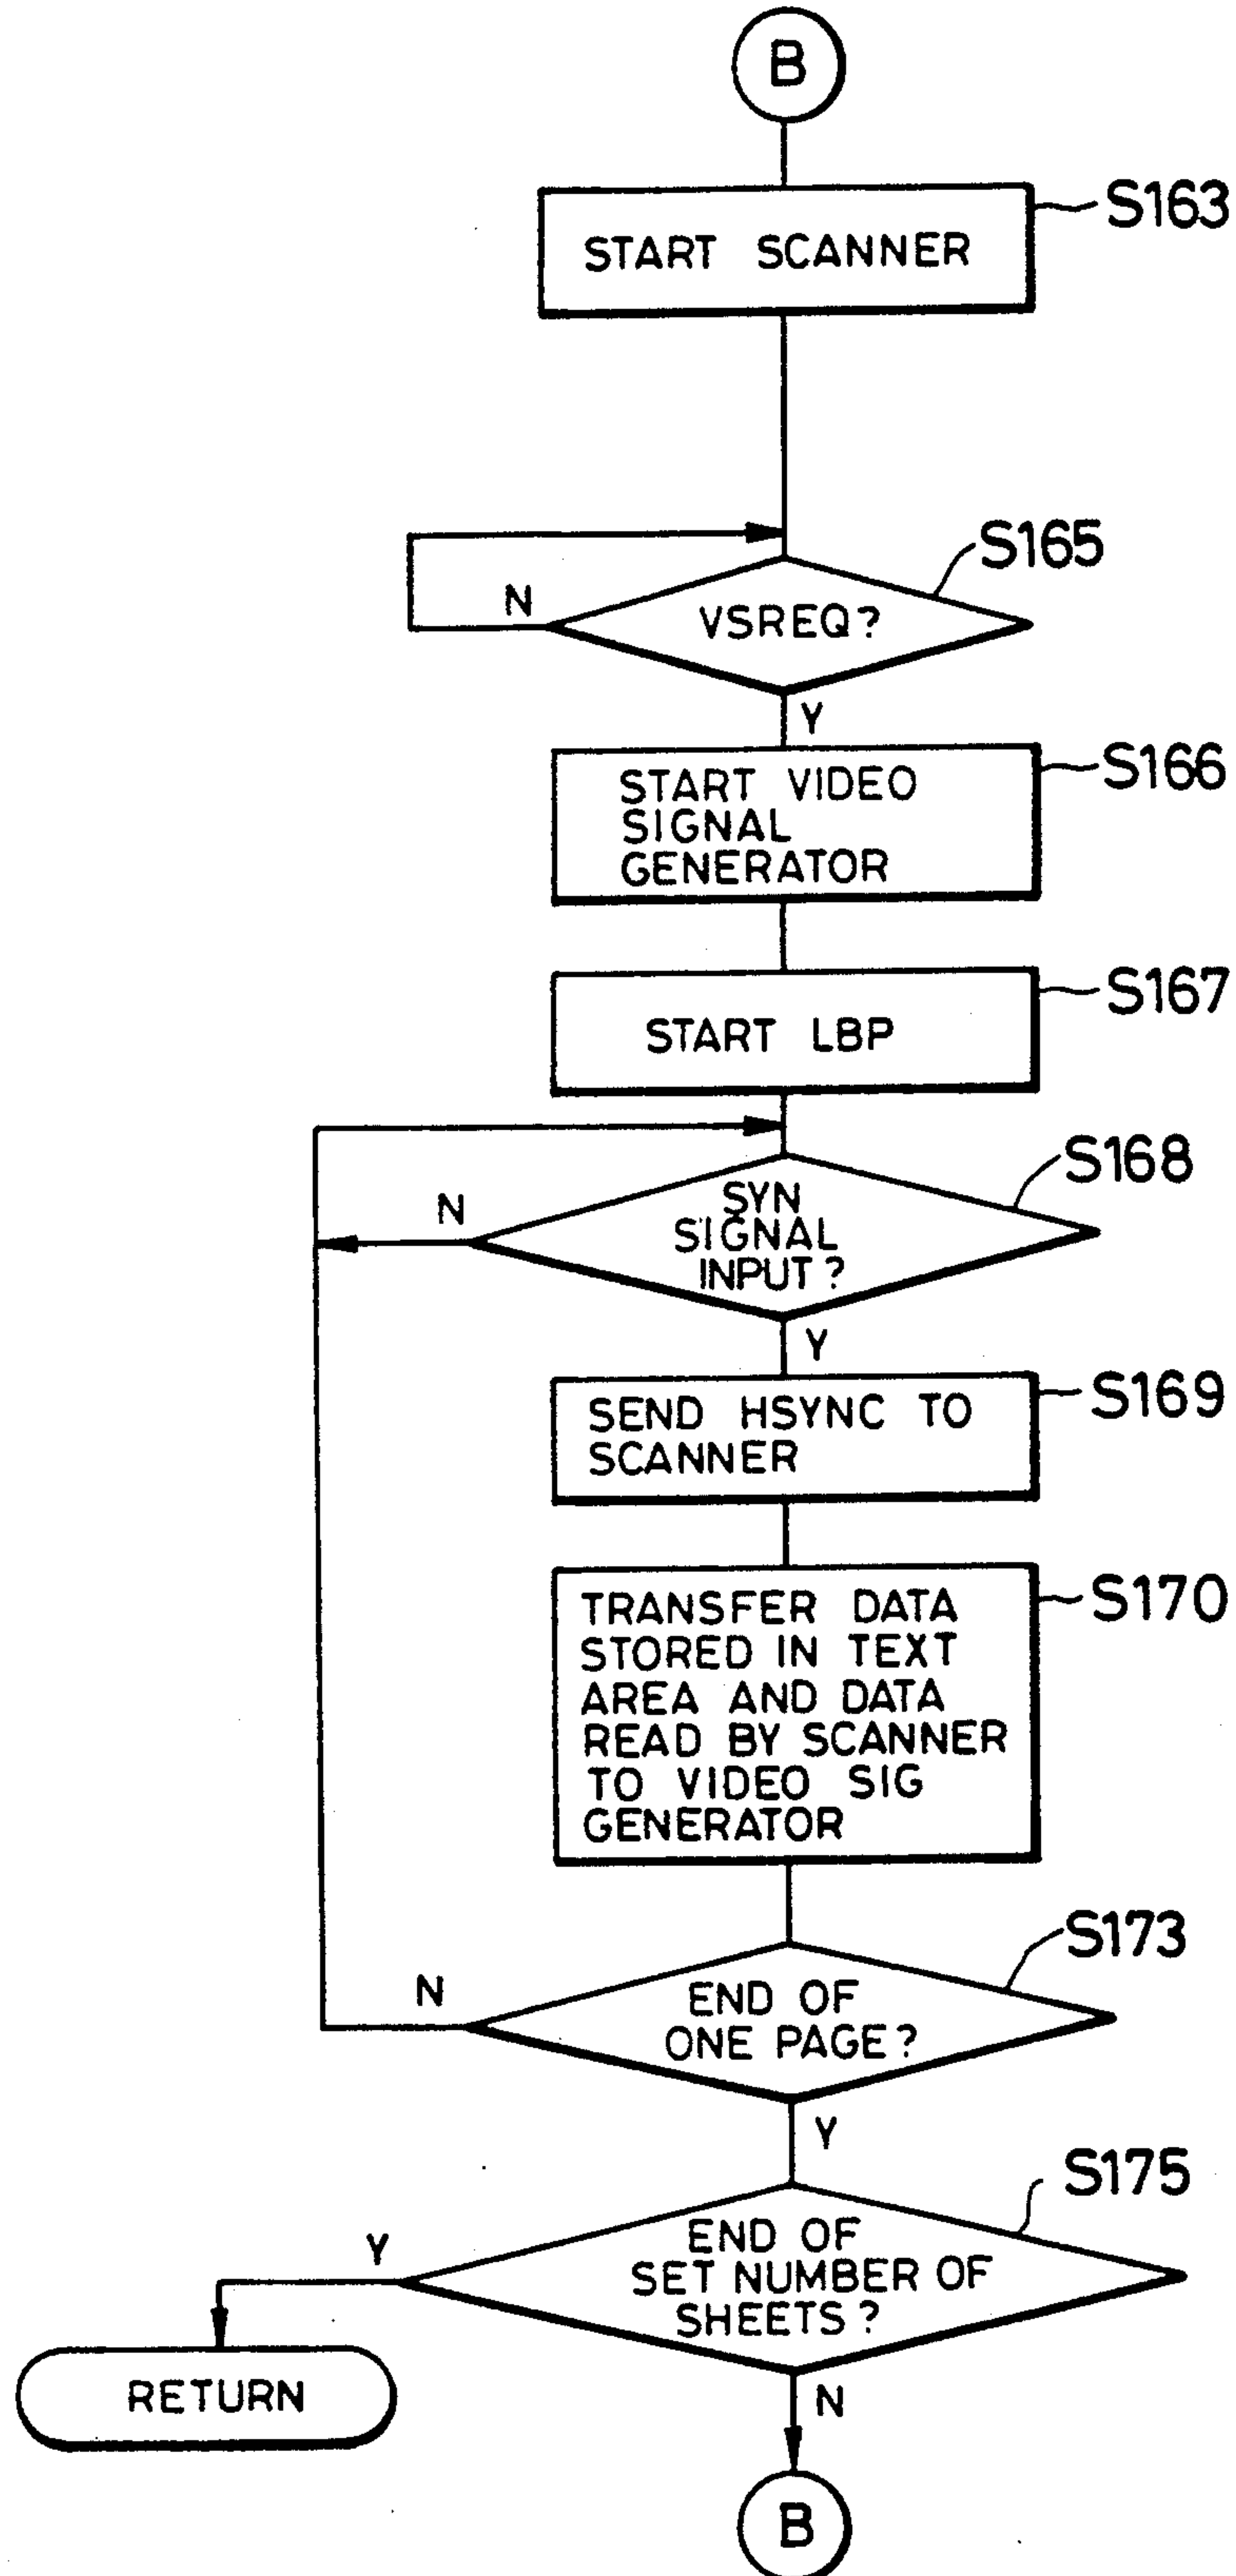 B
START SCANNER
S163
S165
N
VSREQ?
Y
START VIDEO
SIGNAL
GENERATOR
S166
START LBP
S167
S168
N
SYN
SIGNAL
INPUT?
Y
SEND HSYNC TO
SCANNER
S169
TRANSFER DATA
STORED IN TEXT
AREA AND DATA
READ BY SCANNER
TO VIDEO SIG
GENERATOR
S170
S173
N
END OF
ONE PAGE?
Y
S175
Y
END OF
SET NUMBER OF
SHEETS?
RETURN
N
B